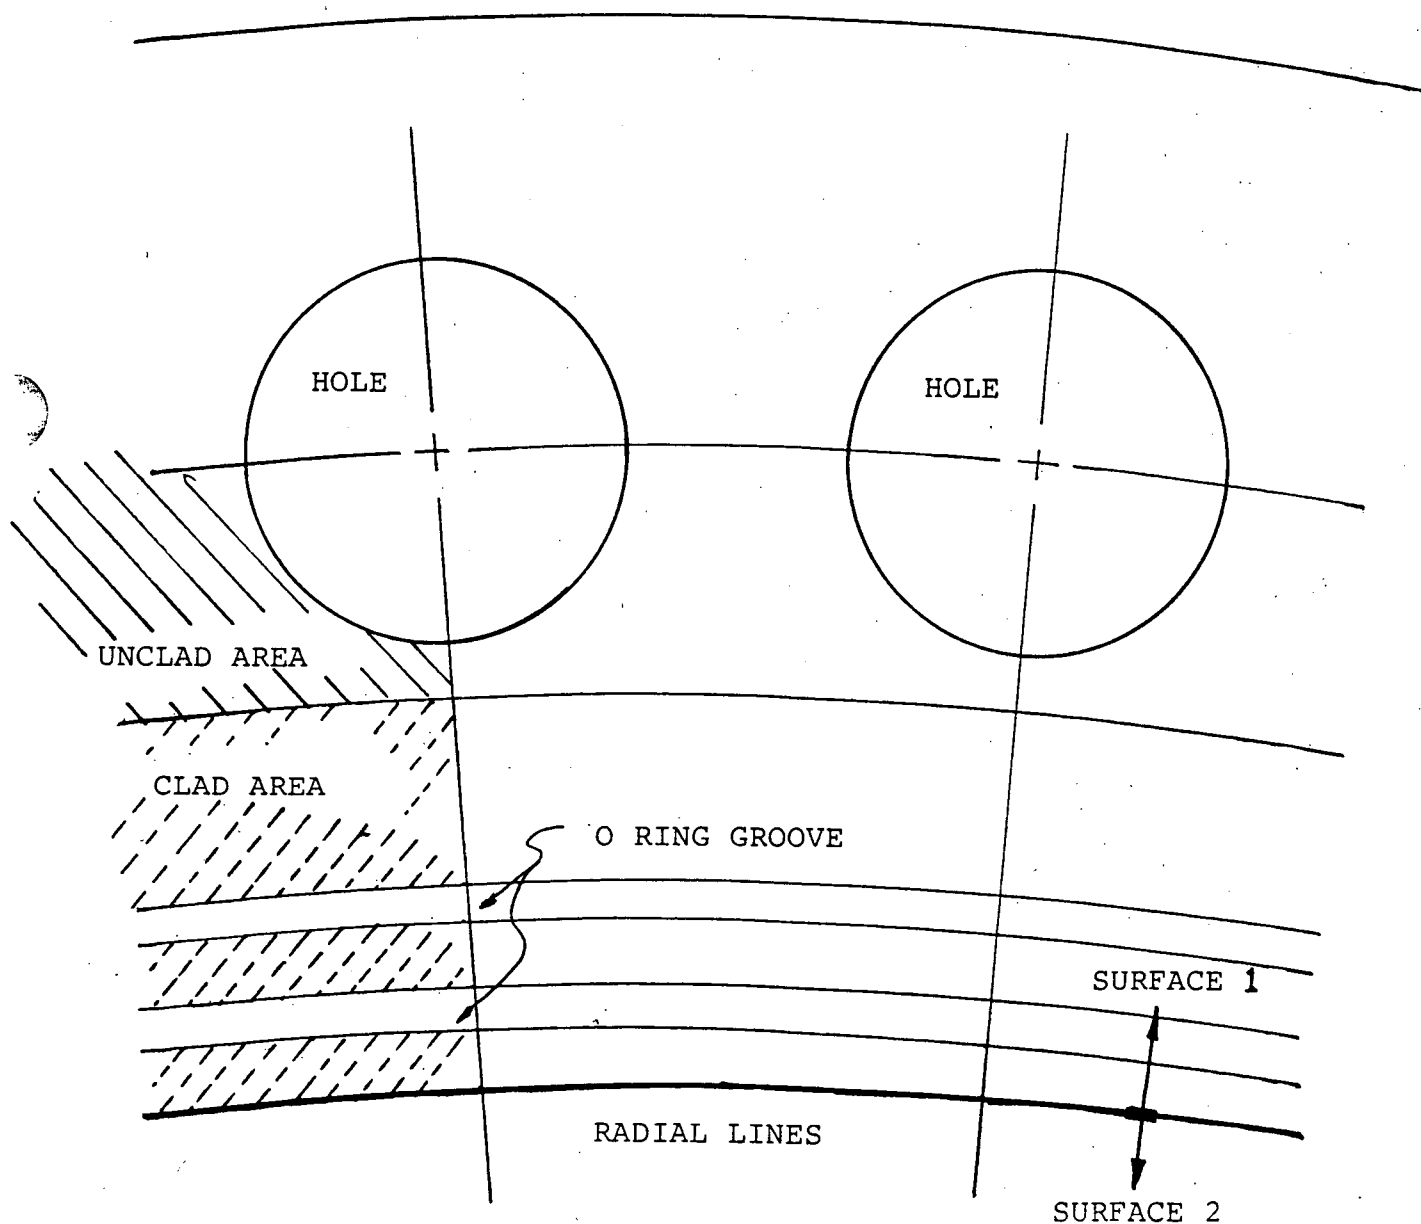 HOLE
HOLE
UNCLAD AREA
CLAD AREA
O RING GROOVE
SURFACE 1
RADIAL LINES
SURFACE 2